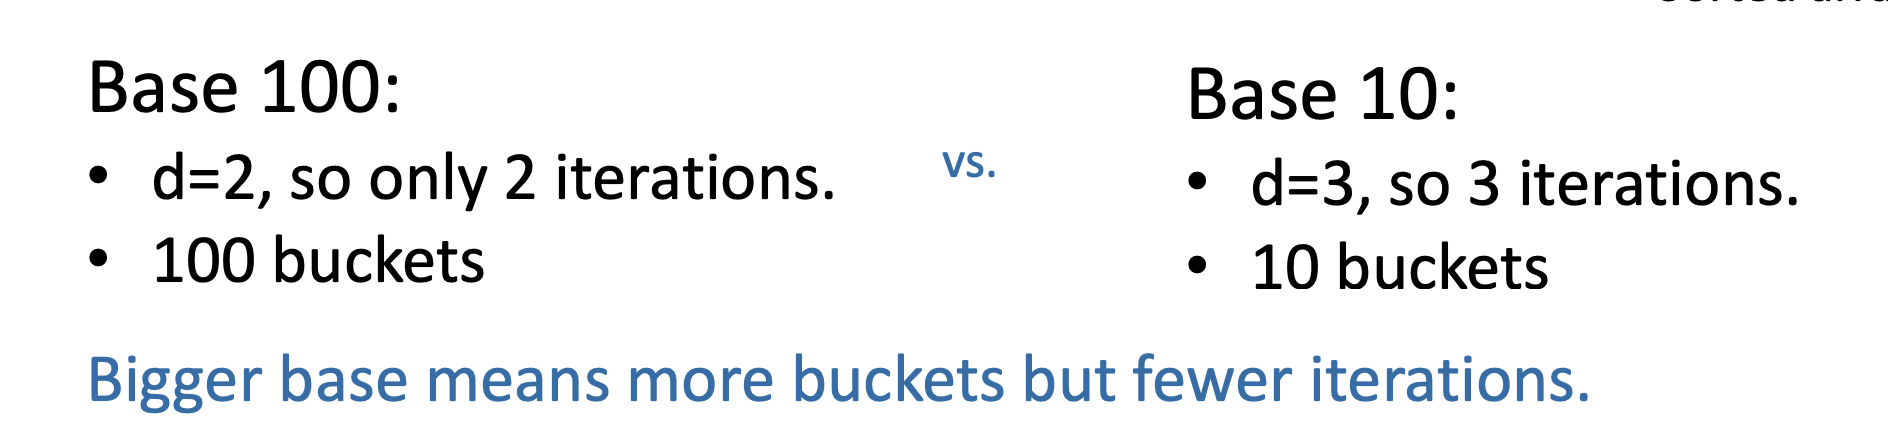 Base 100:
• d=2, so only 2 iterations.
• 100 buckets
vs.
Base 10:
• d=3, so 3 iterations.
• 10 buckets
Bigger base means more buckets but fewer iterations.